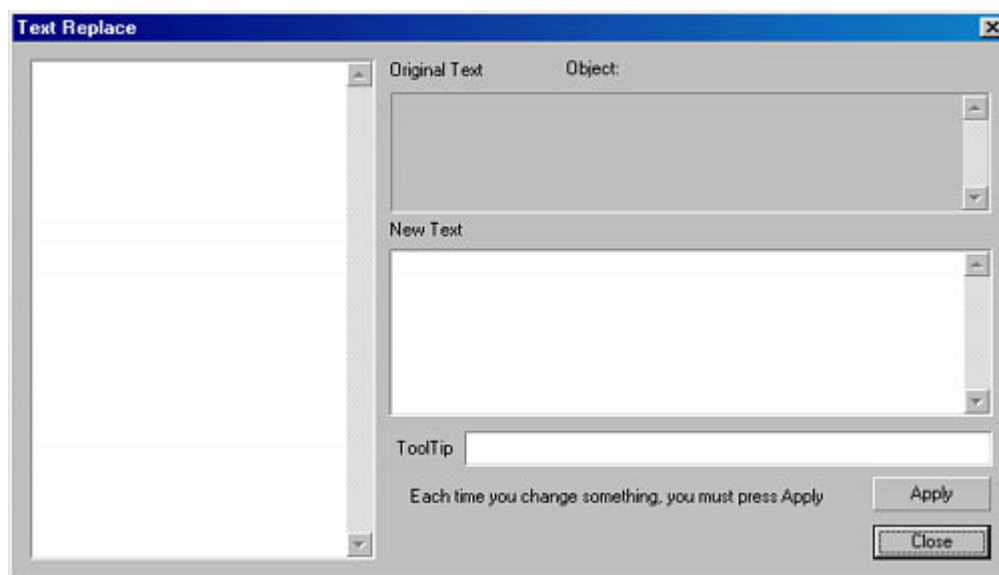 Text Replace
Original Text Object:
New Text
ToolTip
Each time you change something, you must press Apply
Apply
Close